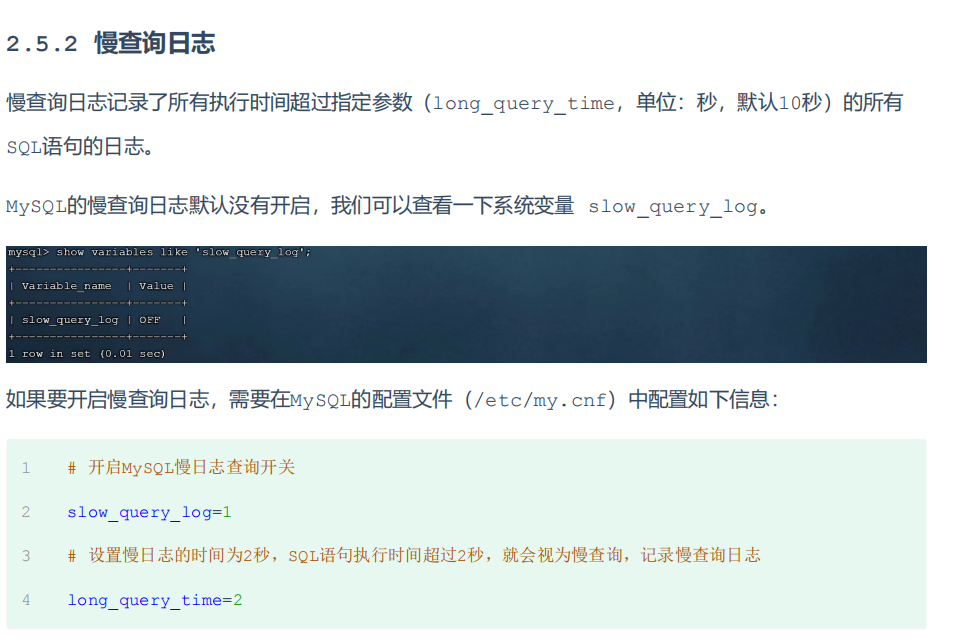 2.5.2 慢查询日志
慢查询日志记录了所有执行时间超过指定参数（long_query_time，单位：秒，默认10秒）的所有
SQL语句的日志。
MySQL的慢查询日志默认没有开启，我们可以查看一下系统变量 slow_query_log。
mysql> show variables like 'slow_query_log';
+----------------+-------+
| Variable_name  | Value |
+----------------+-------+
| slow_query_log | OFF   |
+----------------+-------+
1 row in set (0.01 sec)
如果要开启慢查询日志，需要在MySQL的配置文件（/etc/my.cnf）中配置如下信息：
1 # 开启MySQL慢日志查询开关
2 slow_query_log=1
3 # 设置慢日志的时间为2秒，SQL语句执行时间超过2秒，就会视为慢查询，记录慢查询日志
4 long_query_time=2